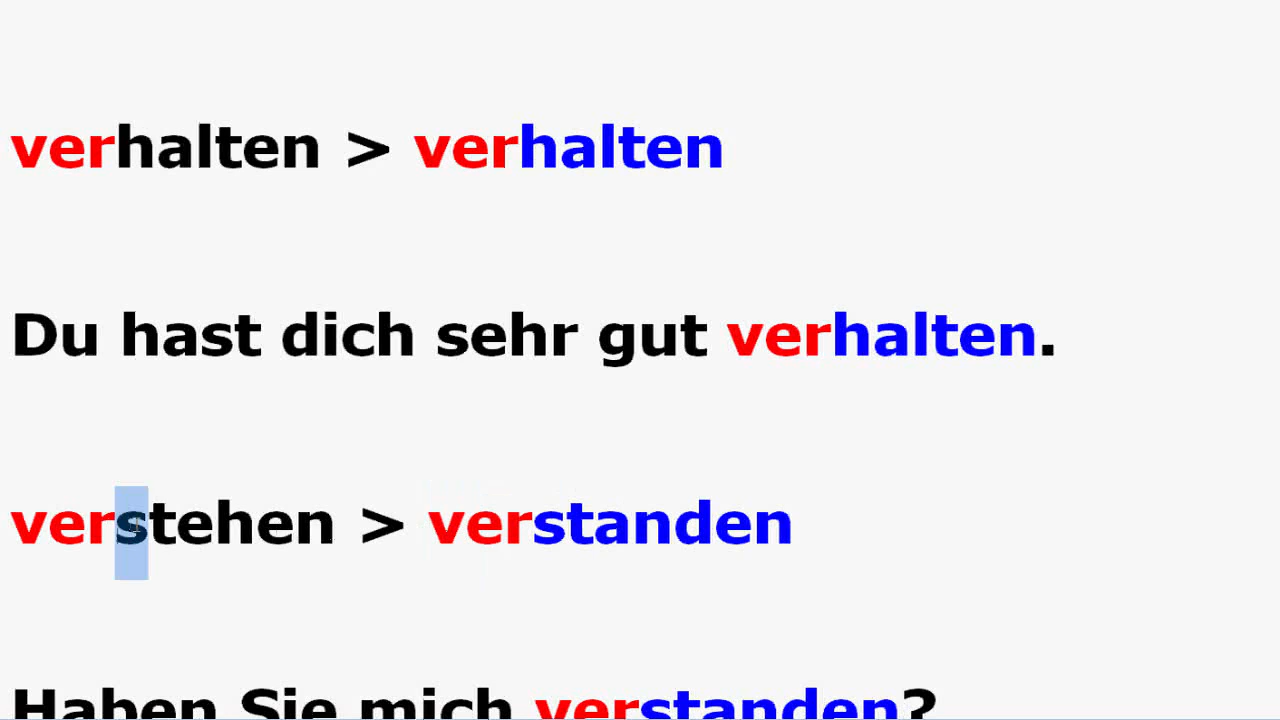 verhalten > verhalten
Du hast dich sehr gut verhalten.
verstehen > verstanden
Haben Sie mich verstanden?